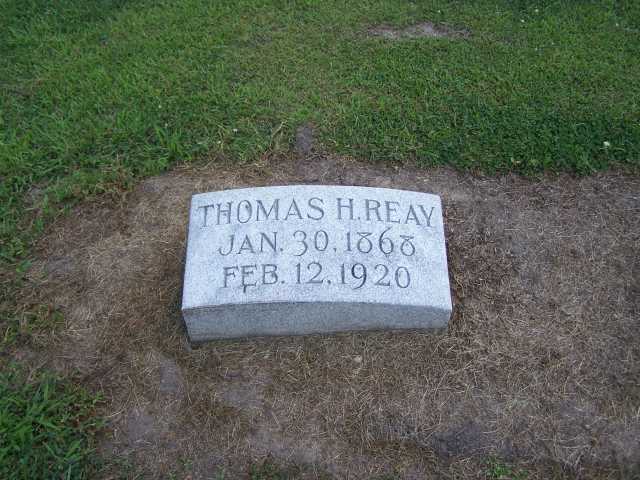 THOMAS H. REAY
JAN. 30. 1868
FEB. 12, 1920